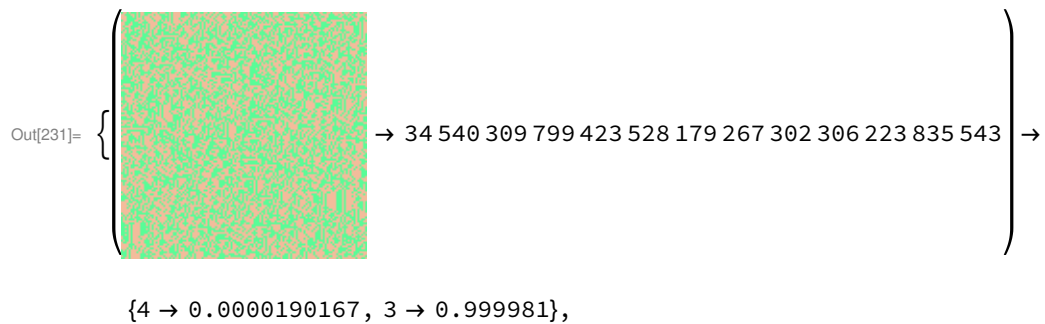 Out[231]= { ( → 34 540 309 799 423 528 179 267 302 306 223 835 543 ) →
{4 → 0.0000190167, 3 → 0.999981},